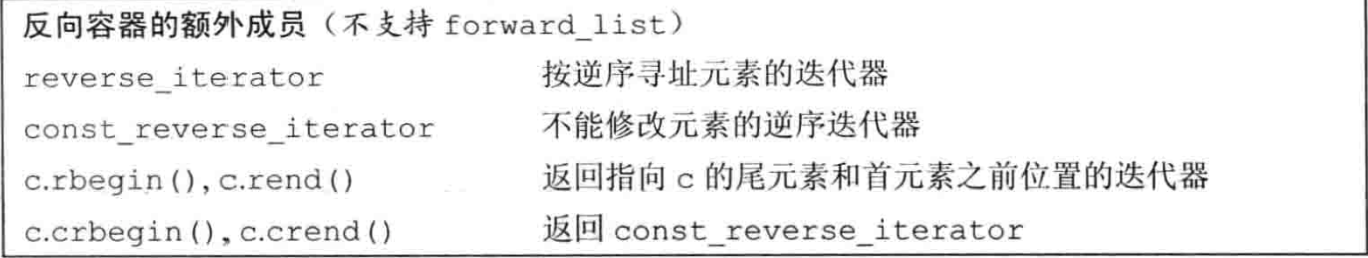 反向容器的额外成员（不支持 forward_list）
reverse_iterator 按逆序寻址元素的迭代器
const_reverse_iterator 不能修改元素的逆序迭代器
c.rbegin(),c.rend() 返回指向 c 的尾元素和首元素之前位置的迭代器
c.crbegin(),c.crend() 返回 const_reverse_iterator